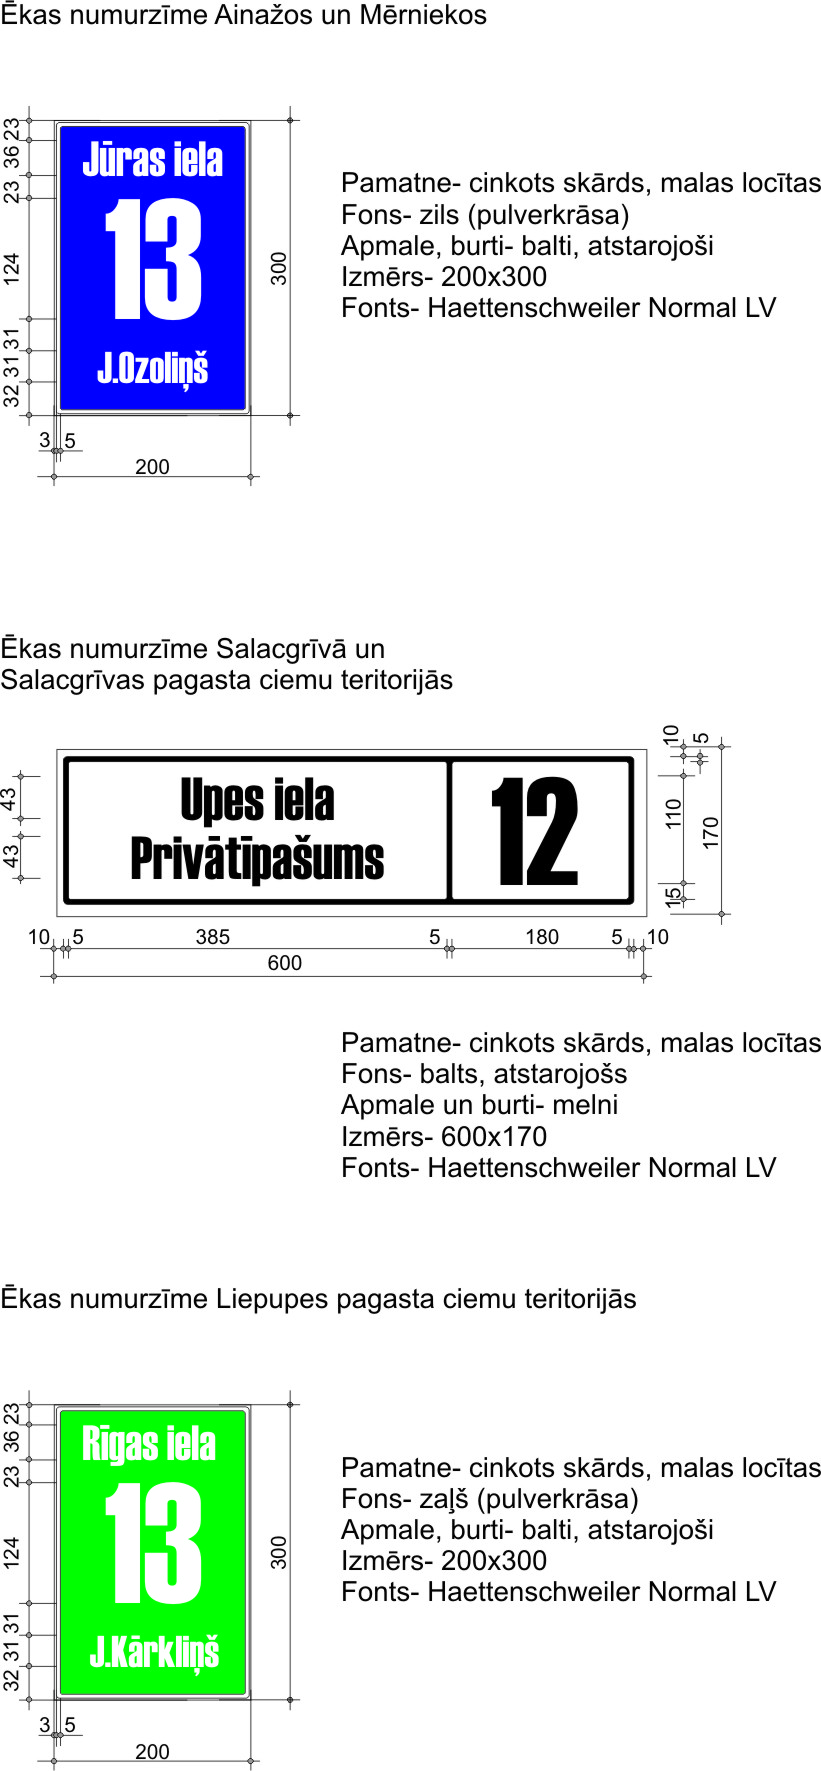 Ēkas numurzīme Ainažos un Mērniekos
23
36
23
124
31
31
32
Jūras iela
13
J.Ozoliņš
300
3 5
200
Pamatne- cinkots skārds, malas locītas
Fons- zils (pulverkrāsa)
Apmale, burti- balti, atstarojoši
Izmērs- 200x300
Fonts- Haettenschweiler Normal LV
Ēkas numurzīme Salacgrīvā un
Salacgrīvas pagasta ciemu teritorijās
43
43
Upes iela
Privātīpašums
12
10
5
110
170
15
10 5 385 5 180 5 10
600
Pamatne- cinkots skārds, malas locītas
Fons- balts, atstarojošs
Apmale un burti- melni
Izmērs- 600x170
Fonts- Haettenschweiler Normal LV
Ēkas numurzīme Liepupes pagasta ciemu teritorijās
23
36
23
124
31
31
32
Rīgas iela
13
J.Kārkliņš
300
3 5
200
Pamatne- cinkots skārds, malas locītas
Fons- zaļš (pulverkrāsa)
Apmale, burti- balti, atstarojoši
Izmērs- 200x300
Fonts- Haettenschweiler Normal LV